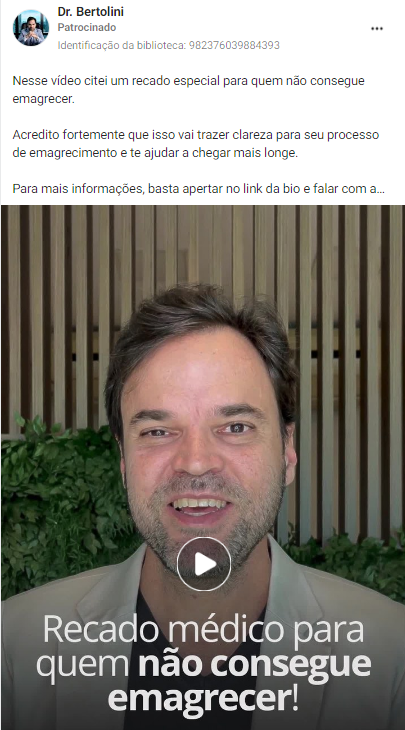 Dr. Bertolini
Patrocinado
Identificação da biblioteca: 982376039884393
Nesse vídeo citei um recado especial para quem não consegue
emagrecer.
Acredito fortemente que isso vai trazer clareza para seu processo
de emagrecimento e te ajudar a chegar mais longe.
Para mais informações, basta apertar no link da bio e falar com a...
Recado médico para
quem não consegue
emagrecer!